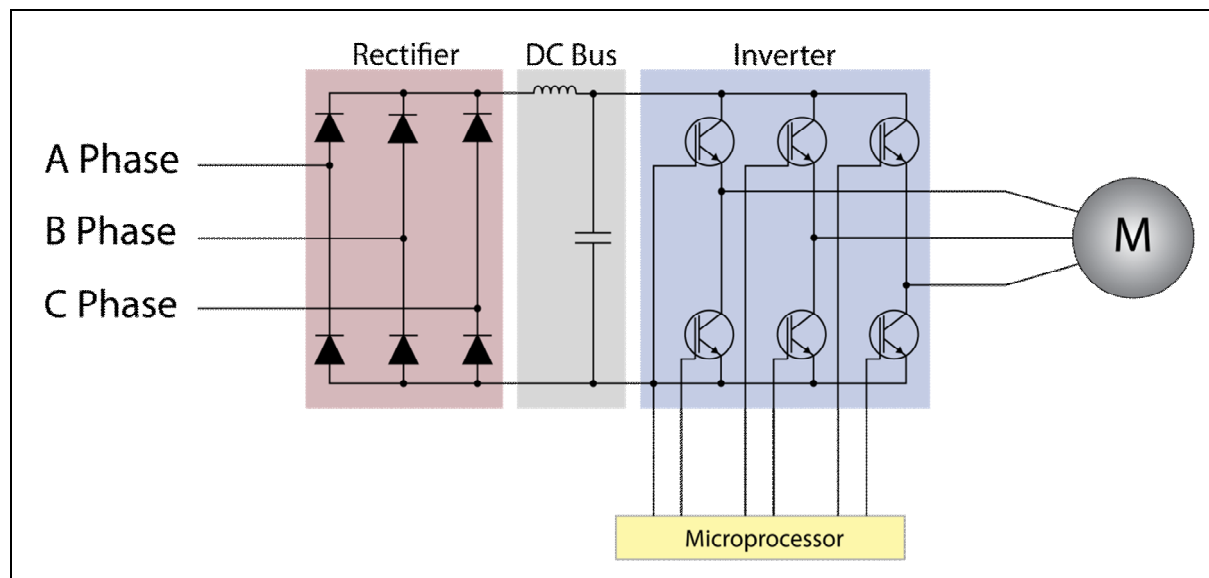 Rectifier
DC Bus
Inverter
A Phase
B Phase
C Phase
M
Microprocessor